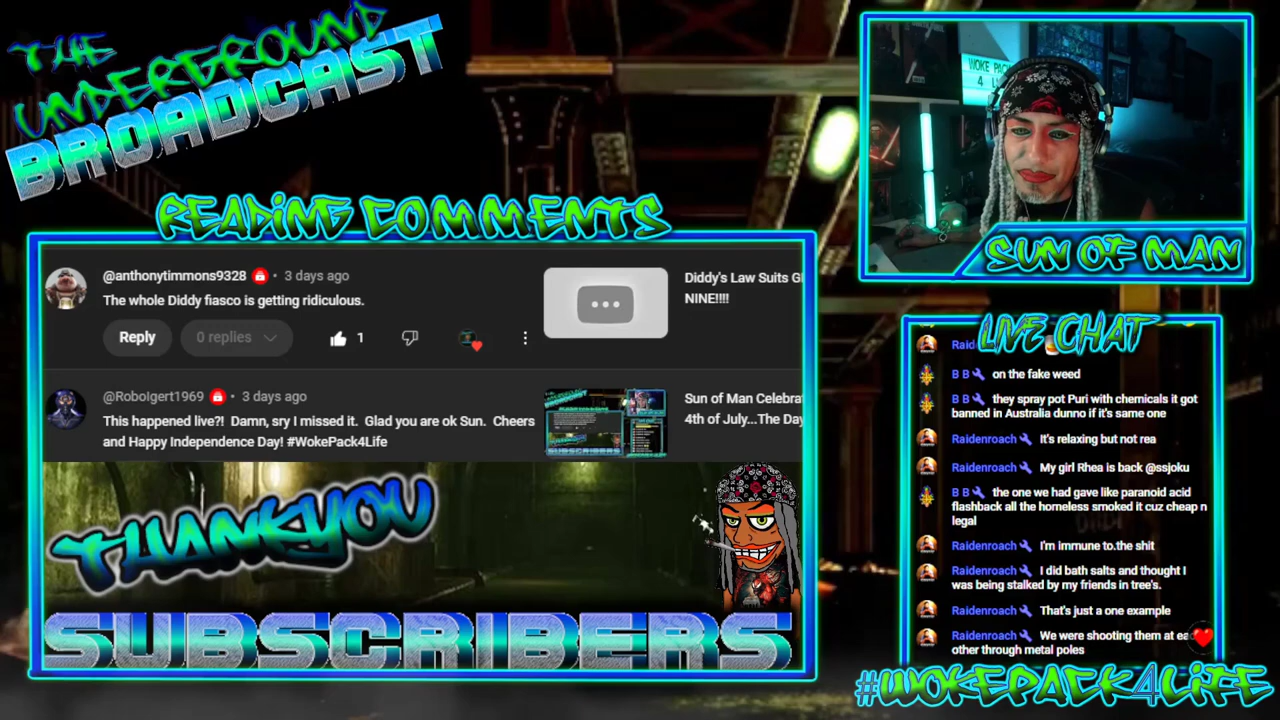 THE
UNDERGROUND
BROADCAST
READING COMMENTS
@anthonytimmons9328 • 3 days ago
The whole Diddy fiasco is getting ridiculous.
Reply 0 replies 1
Diddy's Law Suits G
NINE!!!!
@RoboIgert1969 • 3 days ago
This happened live?! Damn, sry I missed it. Glad you are ok Sun. Cheers
and Happy Independence Day! #WokePack4Life
Sun of Man Celebra
4th of July...The Day
THANKYOU
SUBSCRIBERS
WOKE PAC
4 L
SUN OF MAN
LIVE CHAT
Raid
B B on the fake weed
B B they spray pot Puri with chemicals it got
banned in Australia dunno if it's same one
Raidenroach It's relaxing but not rea
Raidenroach My girl Rhea is back @ssjoku
B B the one we had gave like paranoid acid
flashback all the homeless smoked it cuz cheap n
legal
Raidenroach I'm immune to.the shit
Raidenroach I did bath salts and thought I
was being stalked by my friends in tree's.
Raidenroach That's just a one example
Raidenroach We were shooting them at ea
other through metal poles
#WOKEPACK4LIFE